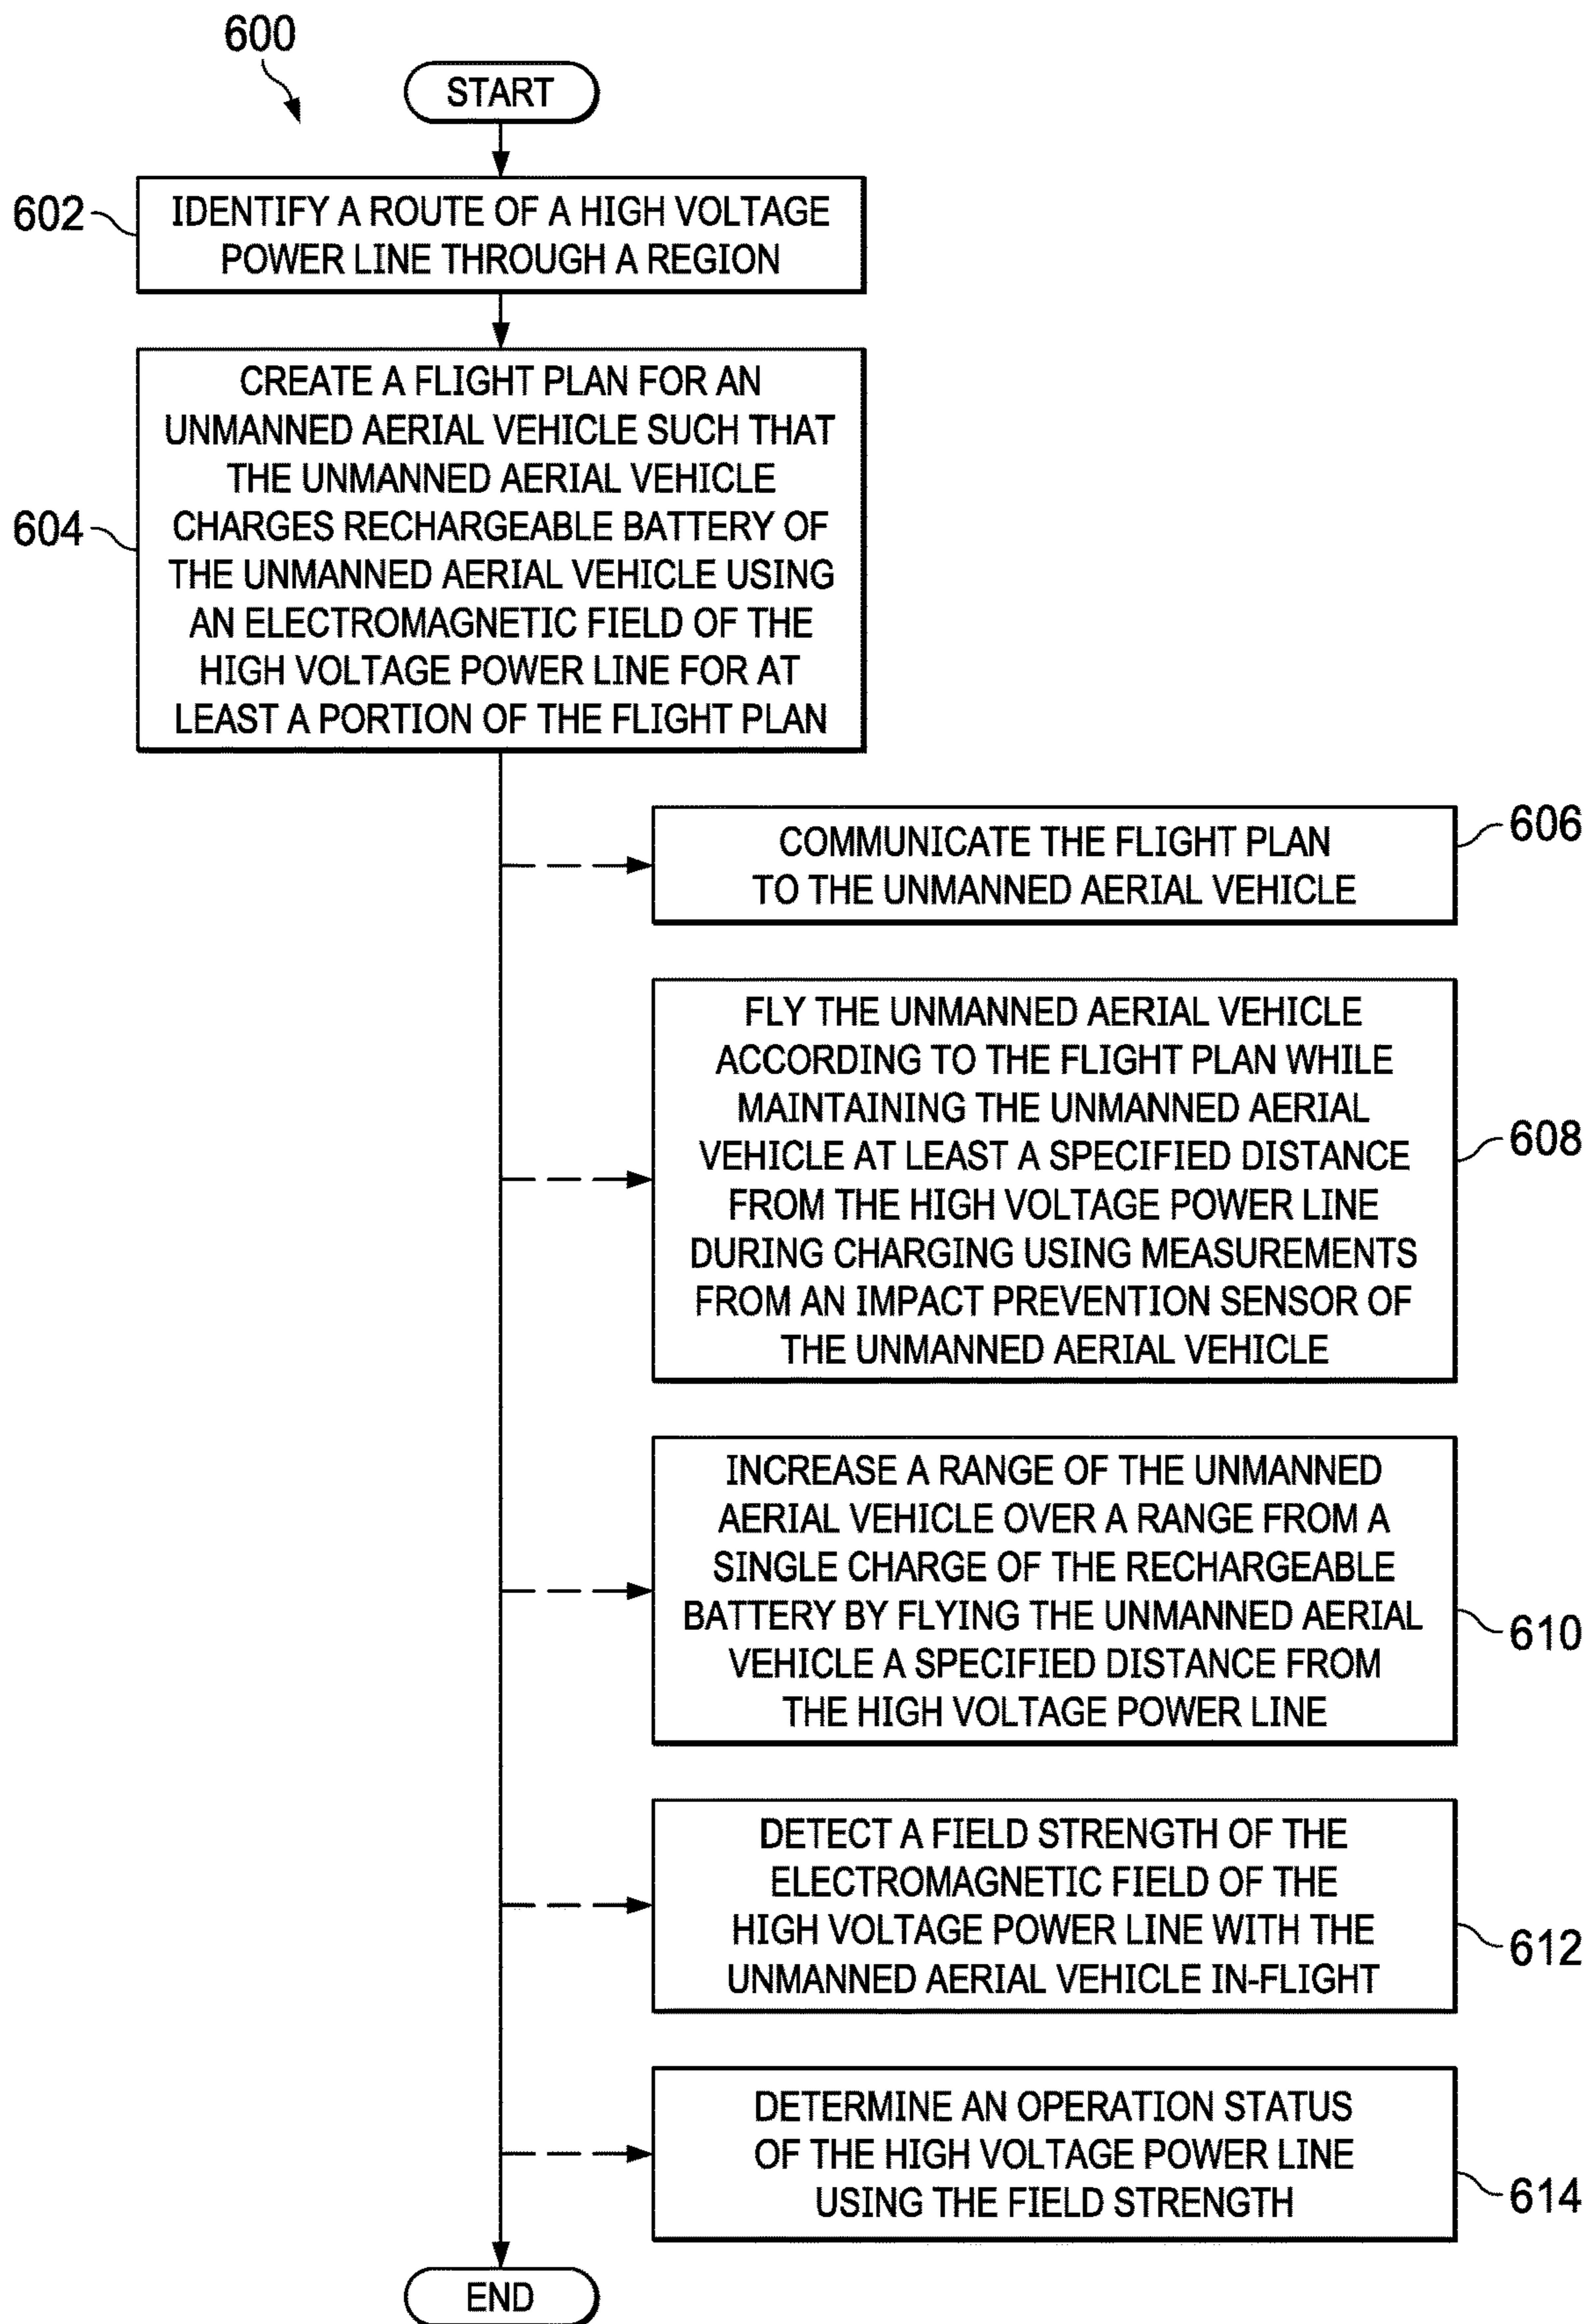 600
START
602
IDENTIFY A ROUTE OF A HIGH VOLTAGE
POWER LINE THROUGH A REGION
604
CREATE A FLIGHT PLAN FOR AN
UNMANNED AERIAL VEHICLE SUCH THAT
THE UNMANNED AERIAL VEHICLE
CHARGES RECHARGEABLE BATTERY OF
THE UNMANNED AERIAL VEHICLE USING
AN ELECTROMAGNETIC FIELD OF THE
HIGH VOLTAGE POWER LINE FOR AT
LEAST A PORTION OF THE FLIGHT PLAN
COMMUNICATE THE FLIGHT PLAN
TO THE UNMANNED AERIAL VEHICLE
606
FLY THE UNMANNED AERIAL VEHICLE
ACCORDING TO THE FLIGHT PLAN WHILE
MAINTAINING THE UNMANNED AERIAL
VEHICLE AT LEAST A SPECIFIED DISTANCE
FROM THE HIGH VOLTAGE POWER LINE
DURING CHARGING USING MEASUREMENTS
FROM AN IMPACT PREVENTION SENSOR OF
THE UNMANNED AERIAL VEHICLE
608
INCREASE A RANGE OF THE UNMANNED
AERIAL VEHICLE OVER A RANGE FROM A
SINGLE CHARGE OF THE RECHARGEABLE
BATTERY BY FLYING THE UNMANNED AERIAL
VEHICLE A SPECIFIED DISTANCE FROM
THE HIGH VOLTAGE POWER LINE
610
DETECT A FIELD STRENGTH OF THE
ELECTROMAGNETIC FIELD OF THE
HIGH VOLTAGE POWER LINE WITH THE
UNMANNED AERIAL VEHICLE IN-FLIGHT
612
DETERMINE AN OPERATION STATUS
OF THE HIGH VOLTAGE POWER LINE
USING THE FIELD STRENGTH
614
END